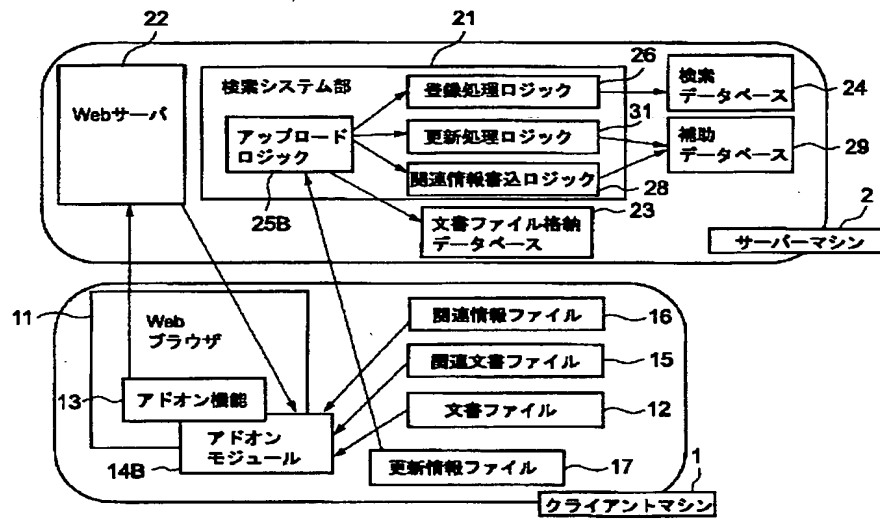 22
21
26
Webサーバ
検索システム部
登録処理ロジック
検索
データベース
24
31
アップロード
ロジック
更新処理ロジック
補助
データベース
29
関連情報書込ロジック
28
25B
23
文書ファイル格納
データベース
2
サーバーマシン
11
Web
ブラウザ
関連情報ファイル
16
関連文書ファイル
15
13
アドオン機能
文書ファイル
12
アドオン
モジュール
14B
更新情報ファイル
17
1
クライアントマシン